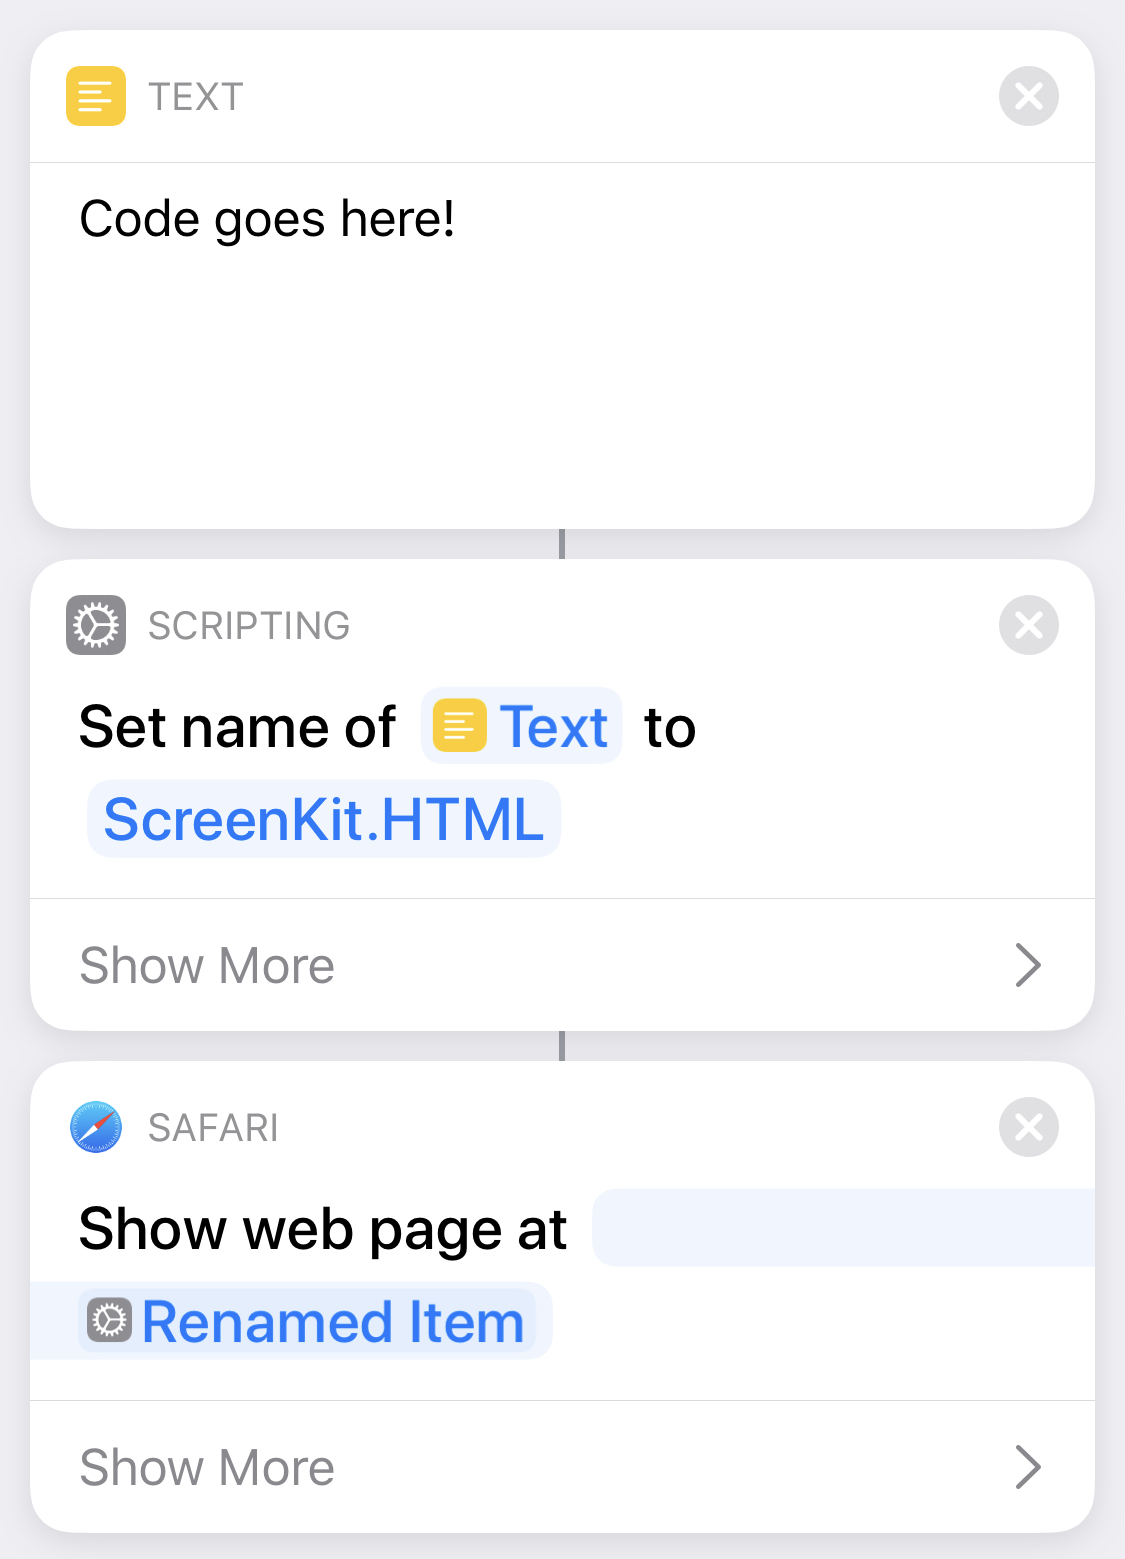 TEXT
Code goes here!
SCRIPTING
Set name of Text to
ScreenKit.HTML
Show More
SAFARI
Show web page at
Renamed Item
Show More